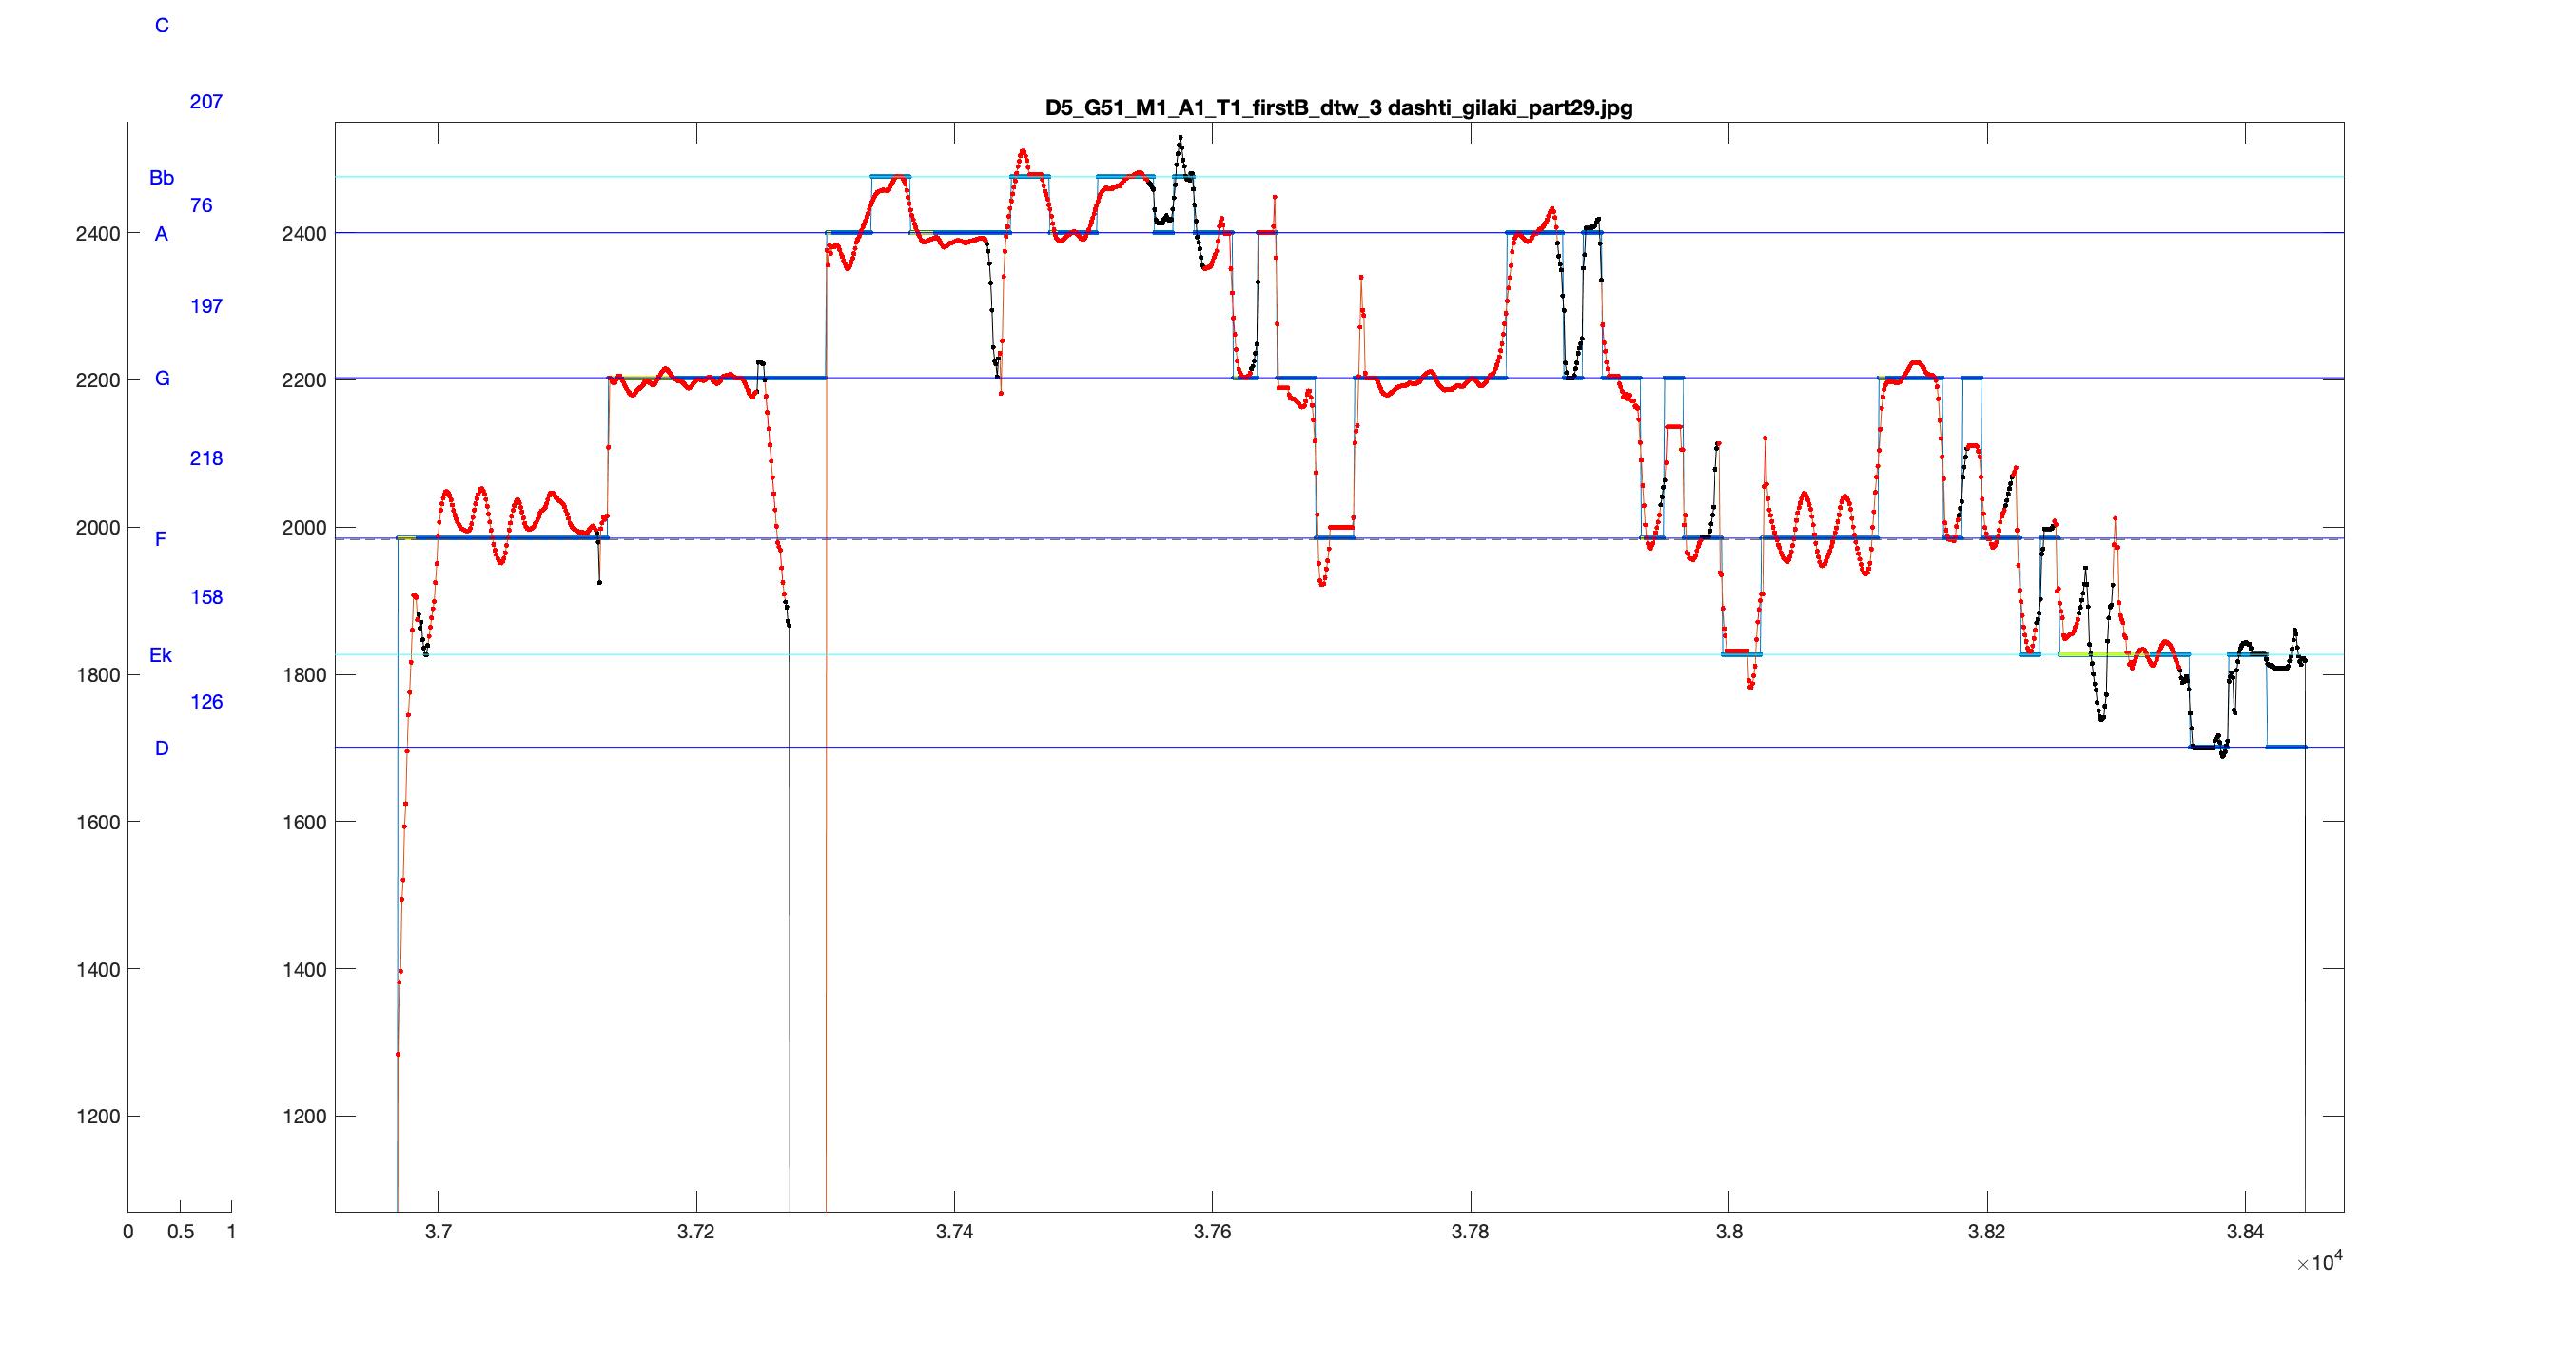 C
207
D5_G51_M1_A1_T1_firstB_dtw_3 dashti_gilaki_part29.jpg
Bb
76
2400 A 2400
197
2200 G 2200
218
2000 F 2000
158
Ek
1800 1800
126
D
1600 1600
1400 1400
1200 1200
0 0.5 1 3.7 3.72 3.74 3.76 3.78 3.8 3.82 3.84
×10⁴